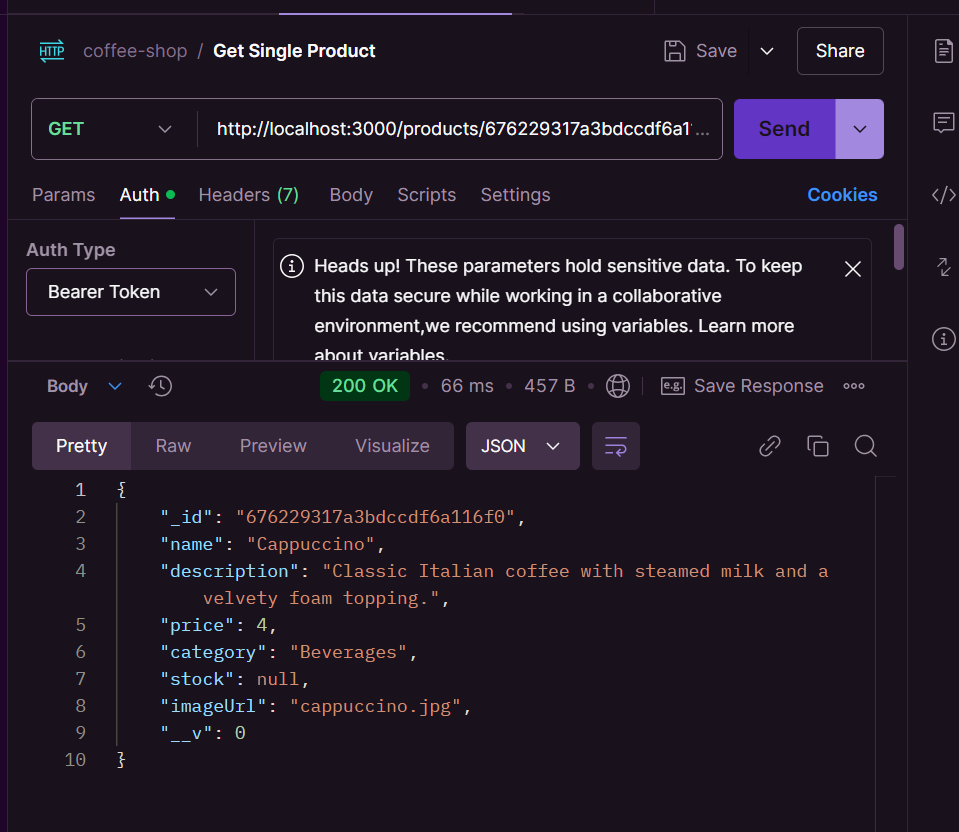 HTTP coffee-shop / Get Single Product Save Share
GET http://localhost:3000/products/676229317a3bdccdf6a1... Send
Params Auth Headers (7) Body Scripts Settings Cookies
Auth Type
Bearer Token
Heads up! These parameters hold sensitive data. To keep
this data secure while working in a collaborative
environment,we recommend using variables. Learn more
about variables.
Body 200 OK • 66 ms • 457 B • e.g. Save Response
Pretty Raw Preview Visualize JSON
1 {
2 "_id": "676229317a3bdccdf6a116f0",
3 "name": "Cappuccino",
4 "description": "Classic Italian coffee with steamed milk and a
velvety foam topping.",
5 "price": 4,
6 "category": "Beverages",
7 "stock": null,
8 "imageUrl": "cappuccino.jpg",
9 "__v": 0
10 }